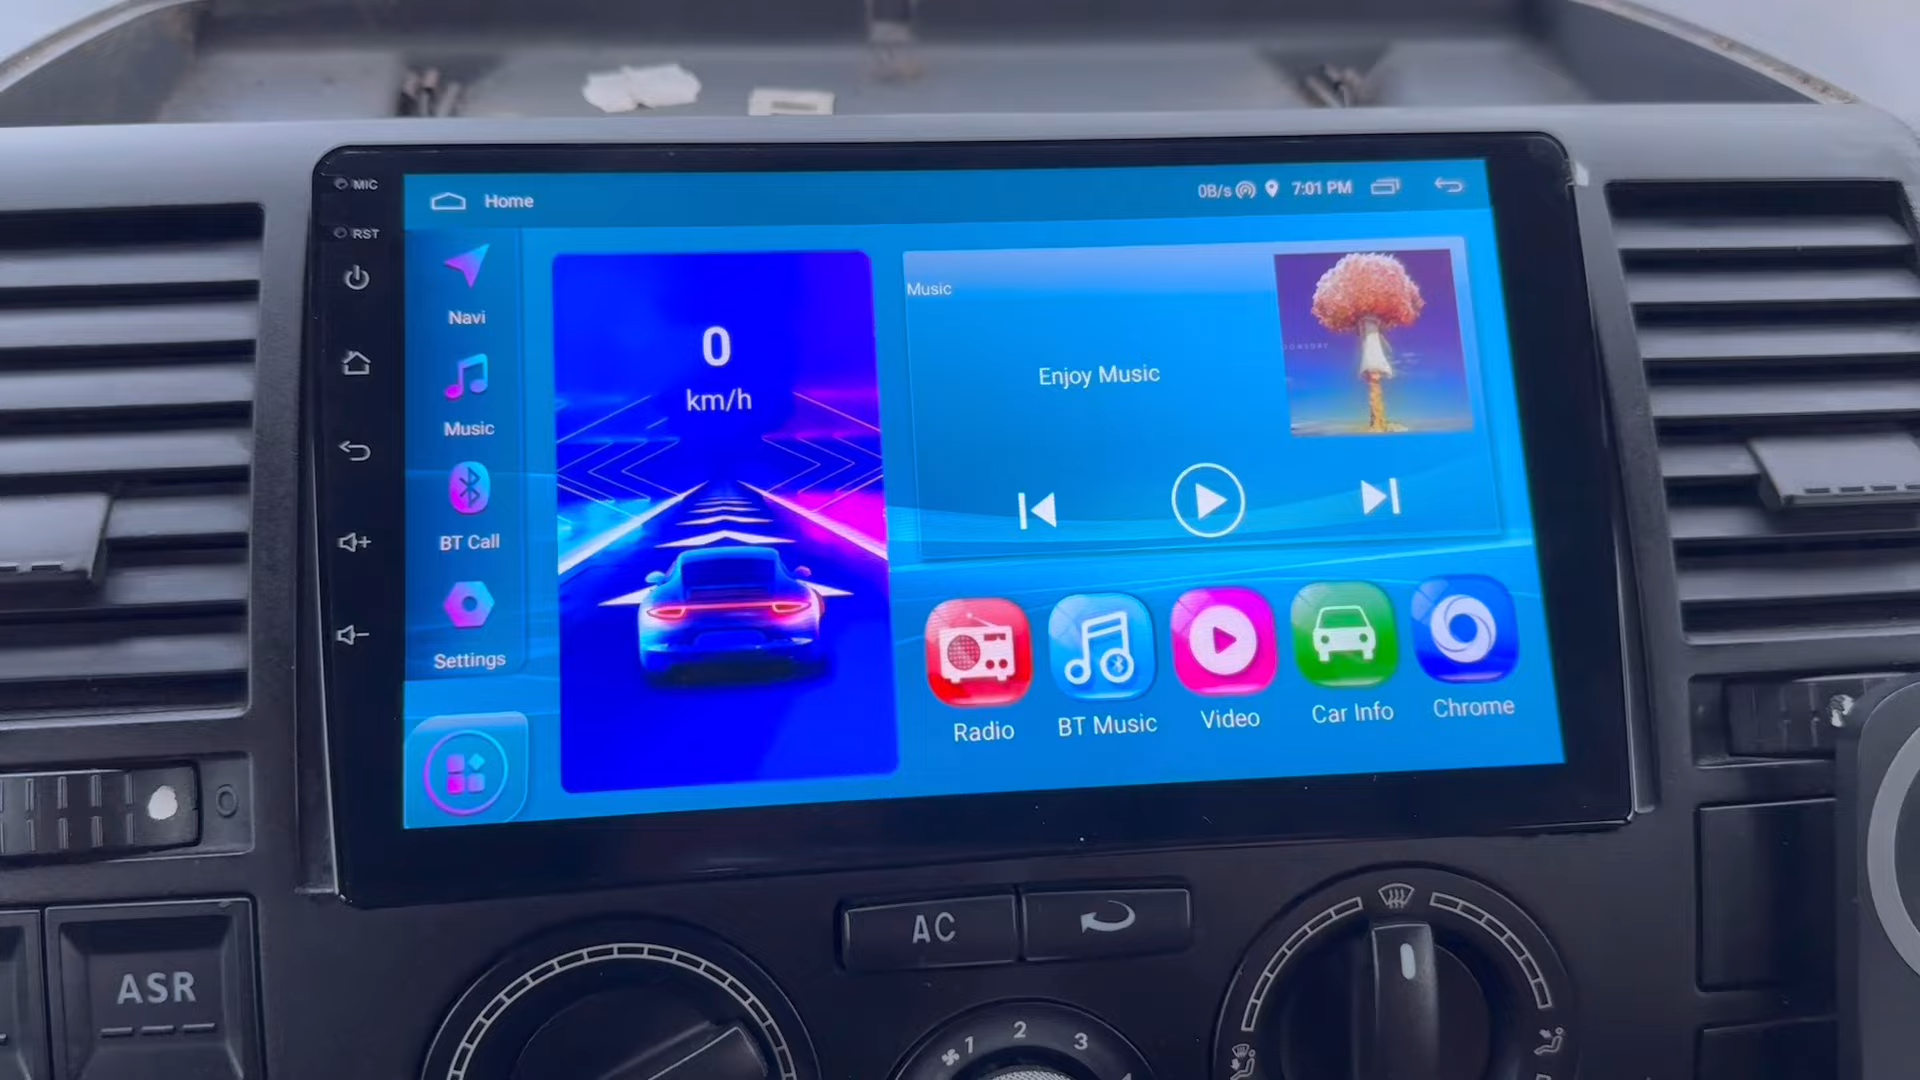 MIC
RST
Home
0B/s 7:01 PM
Navi
Music
BT Call
Settings
0
km/h
Music
Enjoy Music
Radio
BT Music
Video
Car Info
Chrome
AC
ASR
1 2 3